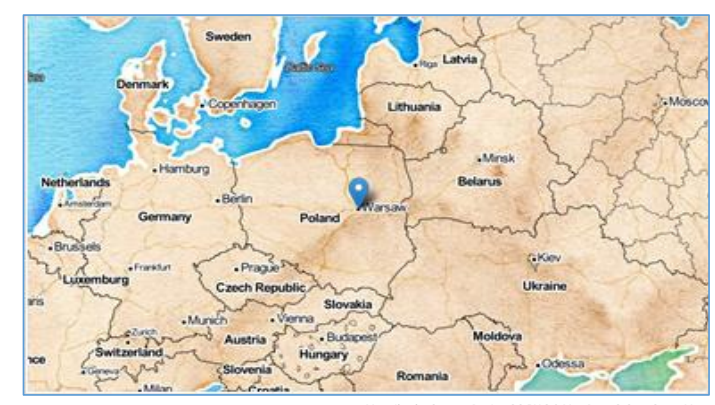 Sweden
Baltic Sea
Riga
Latvia
Denmark
Copenhagen
Lithuania
Moscow
Hamburg
Minsk
Netherlands
Belarus
Amsterdam
Berlin
Germany
Poland
Warsaw
Brussels
Kiev
Frankfurt
Prague
Luxemburg
Czech Republic
Ukraine
Slovakia
Munich
Vienna
Zurich
Austria
Budapest
Moldova
Switzerland
Hungary
Odessa
Geneva
Slovenia
Romania
Milan
Croatia